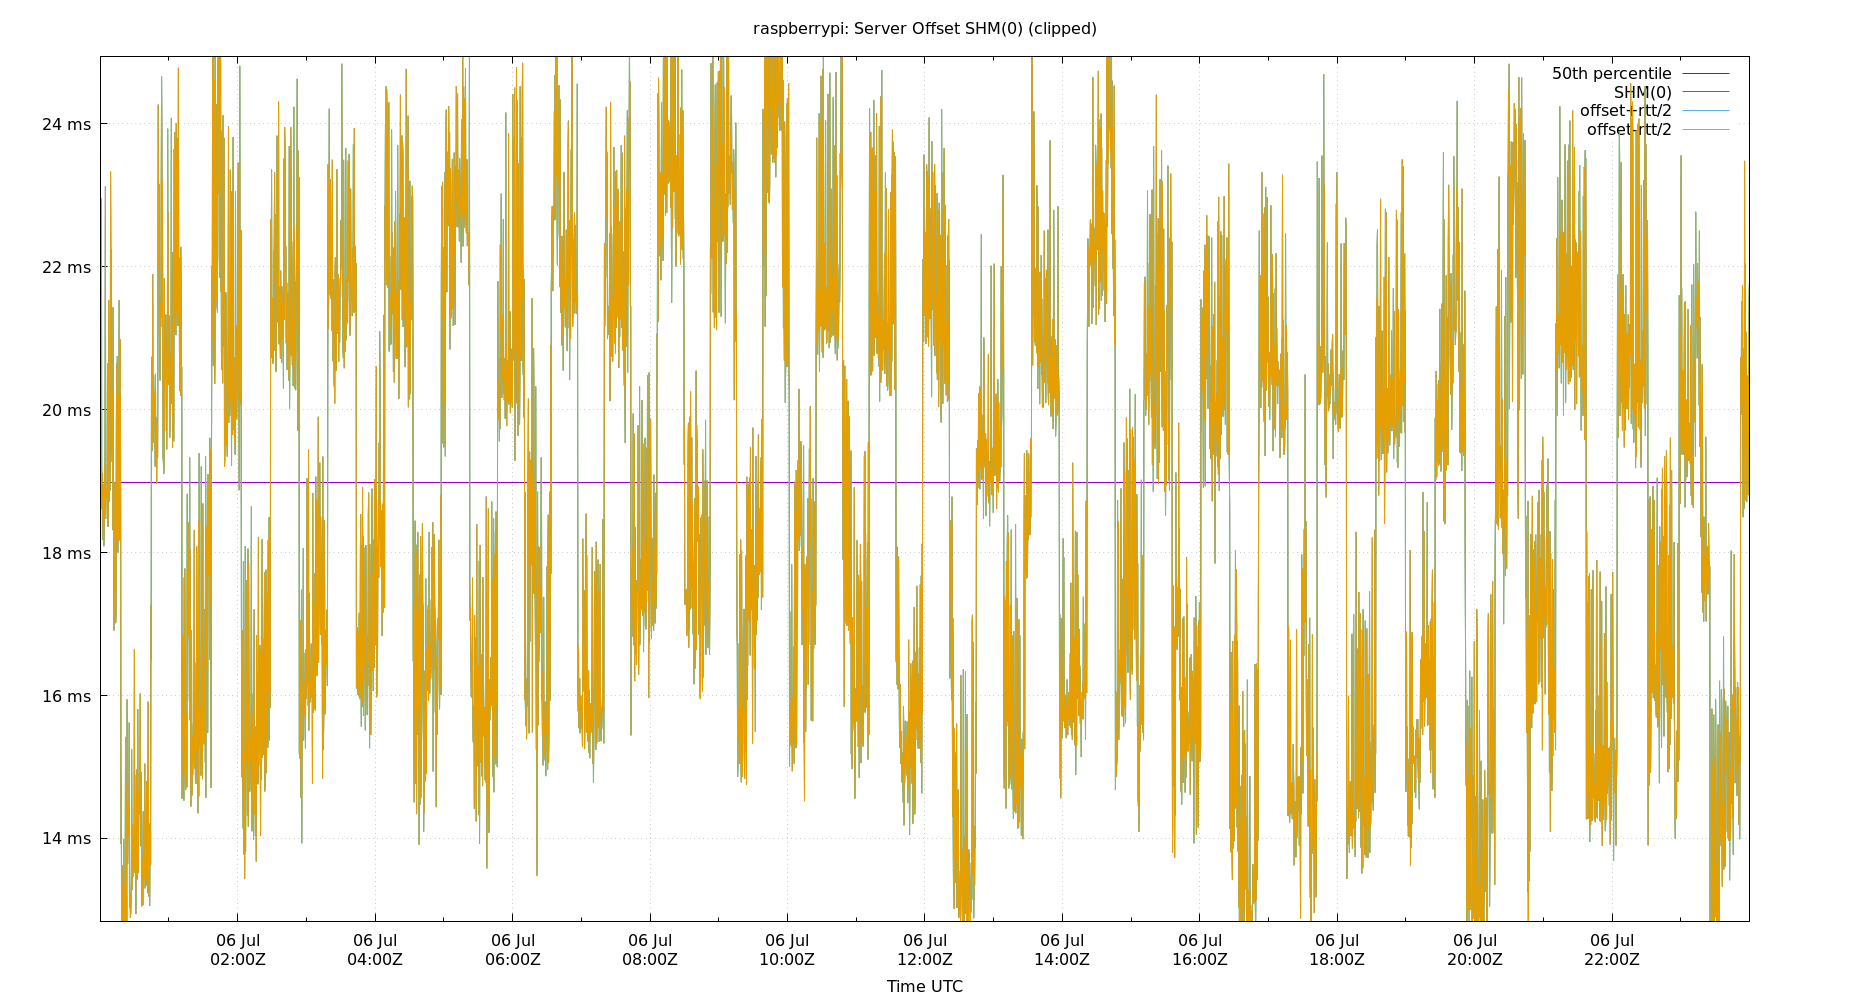 raspberrypi: Server Offset SHM(0) (clipped)
50th percentile
SHM(0)
offset+rtt/2
offset-rtt/2
24 ms
22 ms
20 ms
18 ms
16 ms
14 ms
06 Jul 06 Jul 06 Jul 06 Jul 06 Jul 06 Jul 06 Jul 06 Jul 06 Jul 06 Jul 06 Jul
02:00Z 04:00Z 06:00Z 08:00Z 10:00Z 12:00Z 14:00Z 16:00Z 18:00Z 20:00Z 22:00Z
Time UTC